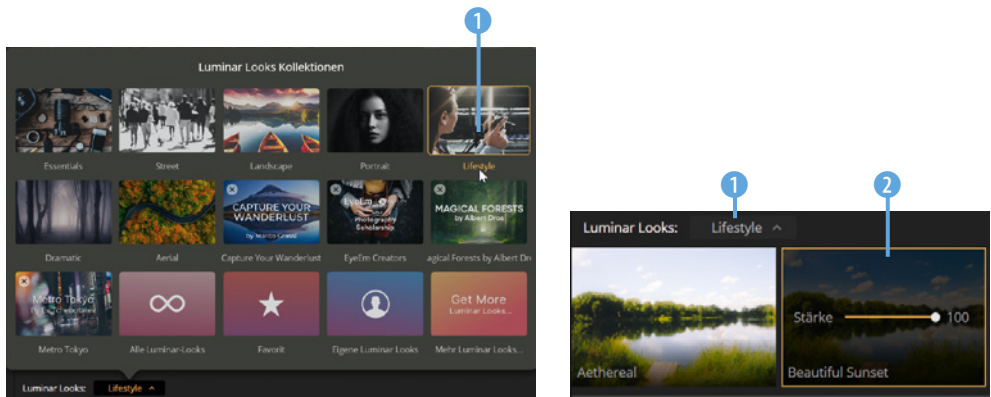 1
Luminar Looks Kollektionen
Essentials Street Landscape Portrait Lifestyle
CAPTURE YOUR
WANDERLUST
by Marco Grassi
EyeEm
Photography
Scholarship
MAGICAL FORESTS
by Albert Dros
Dramatic Aerial Capture Your Wanderlust EyeEm Creators agical Forests by Albert Dro
Metro Tokyo
Get More
Luminar Looks...
Metro Tokyo Alle Luminar-Looks Favorit Eigene Luminar Looks Mehr Luminar Looks...
Luminar Looks: Lifestyle
1
2
Luminar Looks: Lifestyle
Stärke 100
Aethereal
Beautiful Sunset